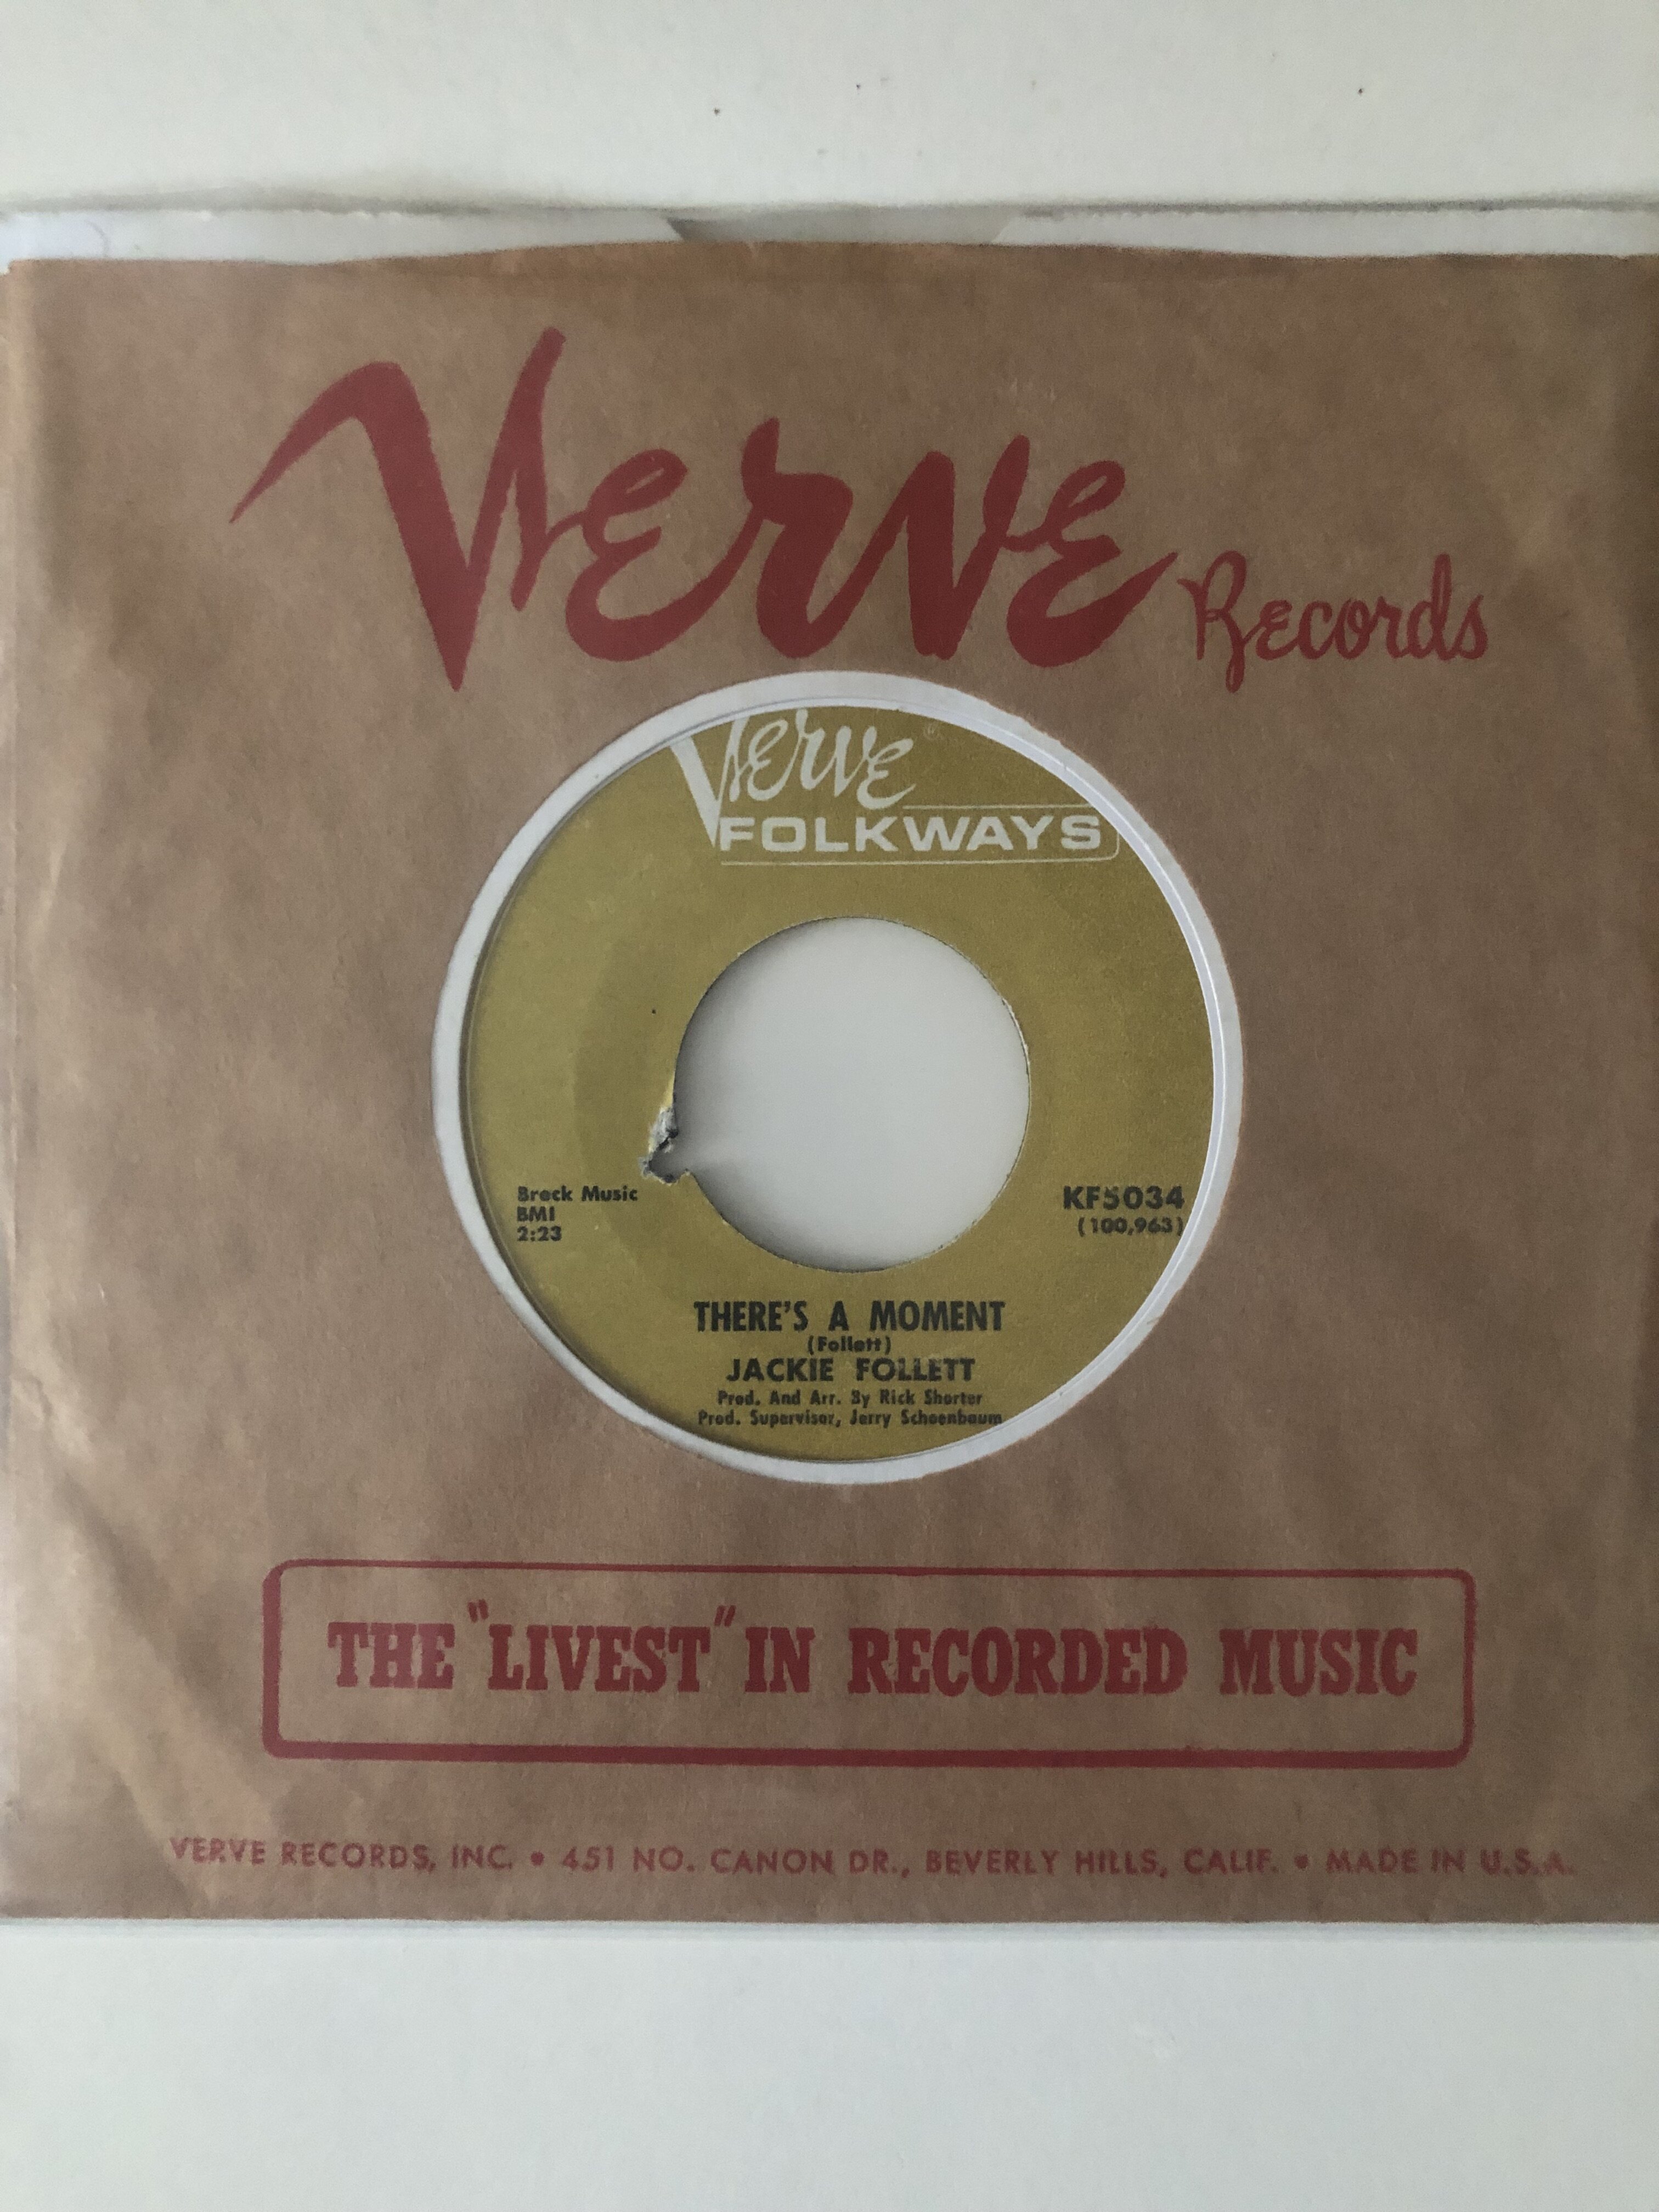 Verve Records
Verve ®
FOLKWAYS
Brock Music
BMI
2:23
KF5034
(100,963)
THERE'S A MOMENT
(Follett)
JACKIE FOLLETT
Prod. And Arr. By Rick Shorter
Prod. Supervisor, Jerry Schoenbaum
THE "LIVEST" IN RECORDED MUSIC
VERVE RECORDS, INC. • 451 NO. CANON DR., BEVERLY HILLS, CALIF. • MADE IN U.S.A.